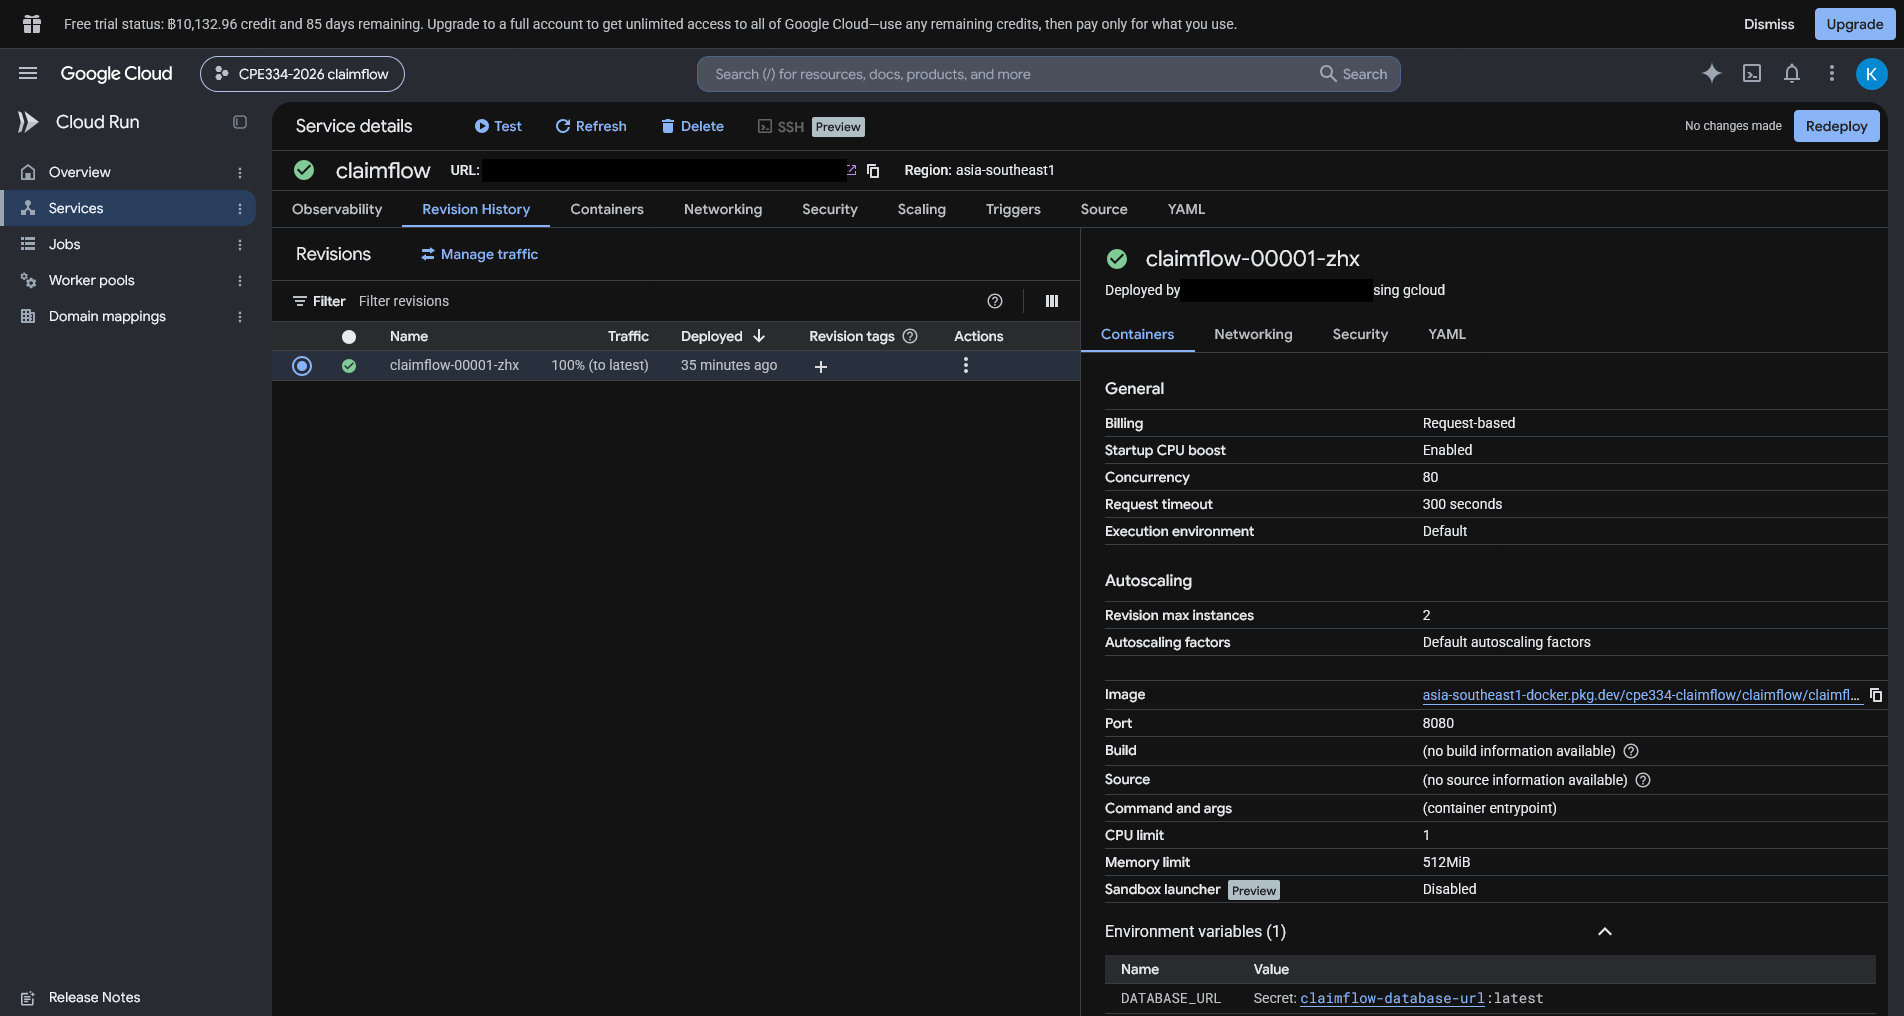 Free trial status: ฿10,132.96 credit and 85 days remaining. Upgrade to a full account to get unlimited access to all of Google Cloud—use any remaining credits, then pay only for what you use.
Dismiss
Upgrade
Google Cloud
CPE334-2026 claimflow
Search (/) for resources, docs, products, and more
Search
K
Cloud Run
Overview
Services
Jobs
Worker pools
Domain mappings
Release Notes
Service details
Test
Refresh
Delete
SSH Preview
No changes made
Redeploy
claimflow URL: Region: asia-southeast1
Observability Revision History Containers Networking Security Scaling Triggers Source YAML
Revisions
Manage traffic
Filter Filter revisions
Name Traffic Deployed Revision tags Actions
claimflow-00001-zhx 100% (to latest) 35 minutes ago
claimflow-00001-zhx
Deployed by sing gcloud
Containers Networking Security YAML
General
Billing Request-based
Startup CPU boost Enabled
Concurrency 80
Request timeout 300 seconds
Execution environment Default
Autoscaling
Revision max instances 2
Autoscaling factors Default autoscaling factors
Image asia-southeast1-docker.pkg.dev/cpe334-claimflow/claimflow/claimfl...
Port 8080
Build (no build information available)
Source (no source information available)
Command and args (container entrypoint)
CPU limit 1
Memory limit 512MiB
Sandbox launcher Preview Disabled
Environment variables (1)
Name Value
DATABASE_URL Secret: claimflow-database-url:latest